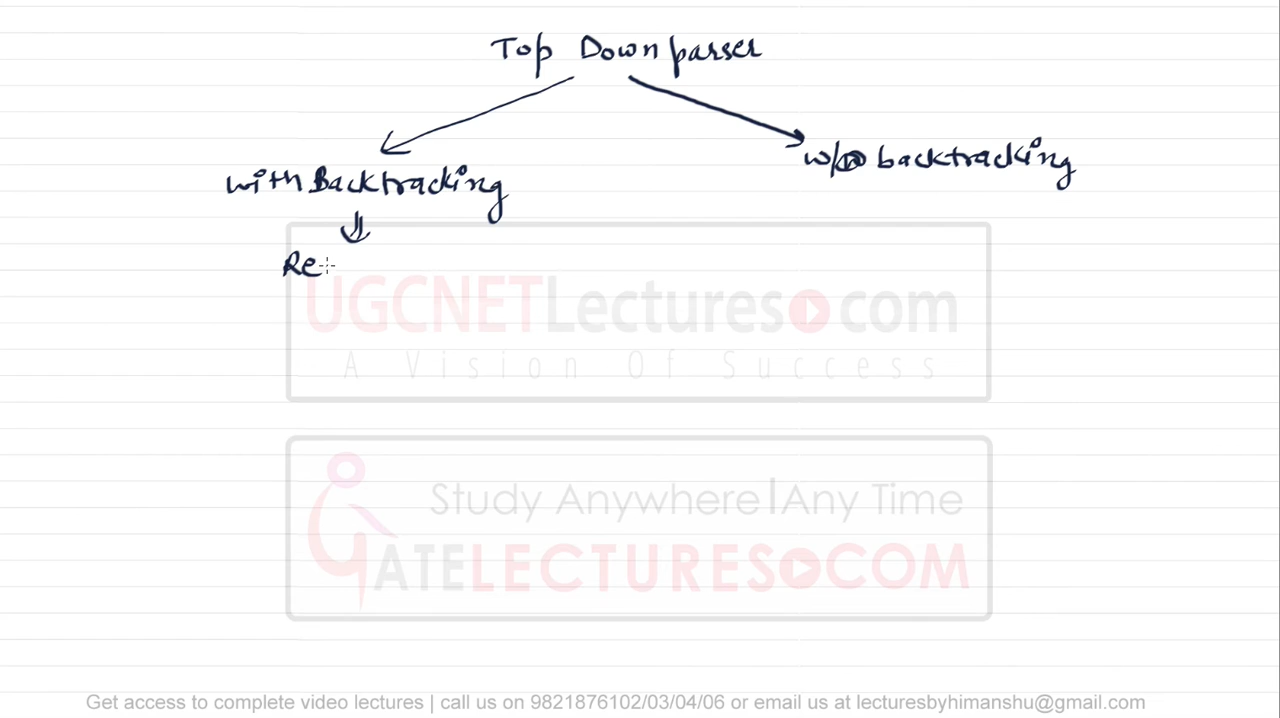 Top Down parser
with Backtracking
w/o backtracking
Re
UGCNETLectures.com
A Vision Of Success
Study Anywhere|Any Time
GATELECTURES.COM
Get access to complete video lectures | call us on 9821876102/03/04/06 or email us at lecturesbyhimanshu@gmail.com